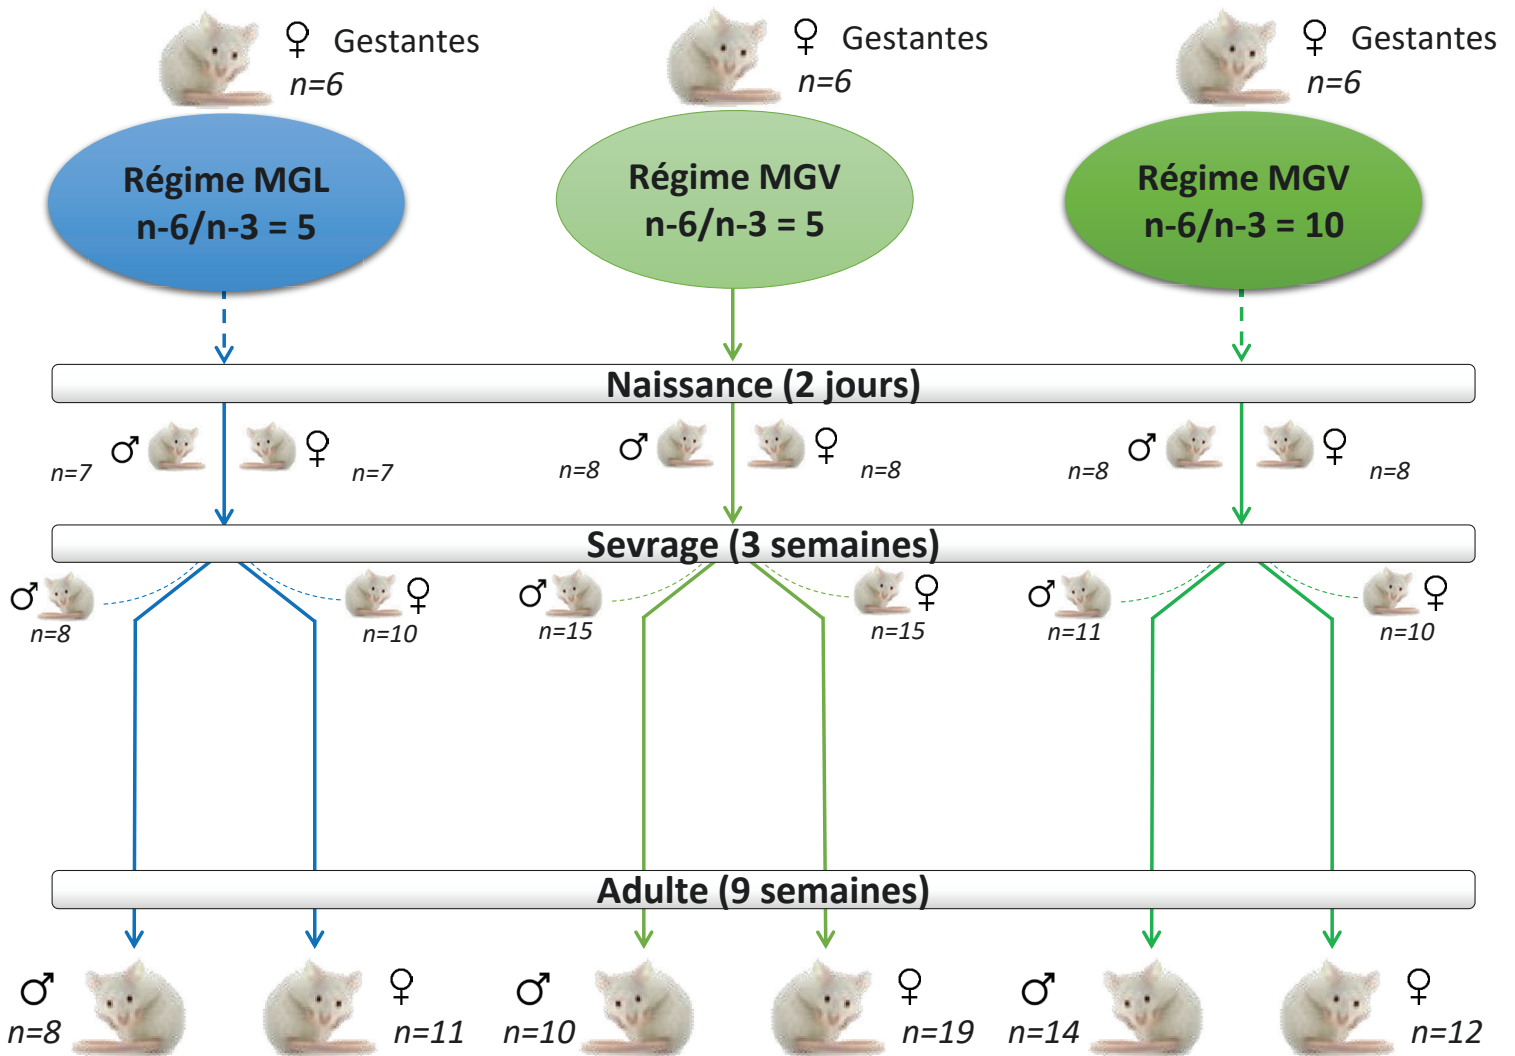 ♀ Gestantes
n=6
♀ Gestantes
n=6
♀ Gestantes
n=6
Régime MGL
n-6/n-3 = 5
Régime MGV
n-6/n-3 = 5
Régime MGV
n-6/n-3 = 10
Naissance (2 jours)
♂ ♀
n=7 n=7
♂ ♀
n=8 n=8
♂ ♀
n=8 n=8
Sevrage (3 semaines)
♂ ♀
n=8 n=10
♂ ♀
n=15 n=15
♂ ♀
n=11 n=10
Adulte (9 semaines)
♂ ♀
n=8 n=11
♂ ♀
n=10 n=19
♂ ♀
n=14 n=12